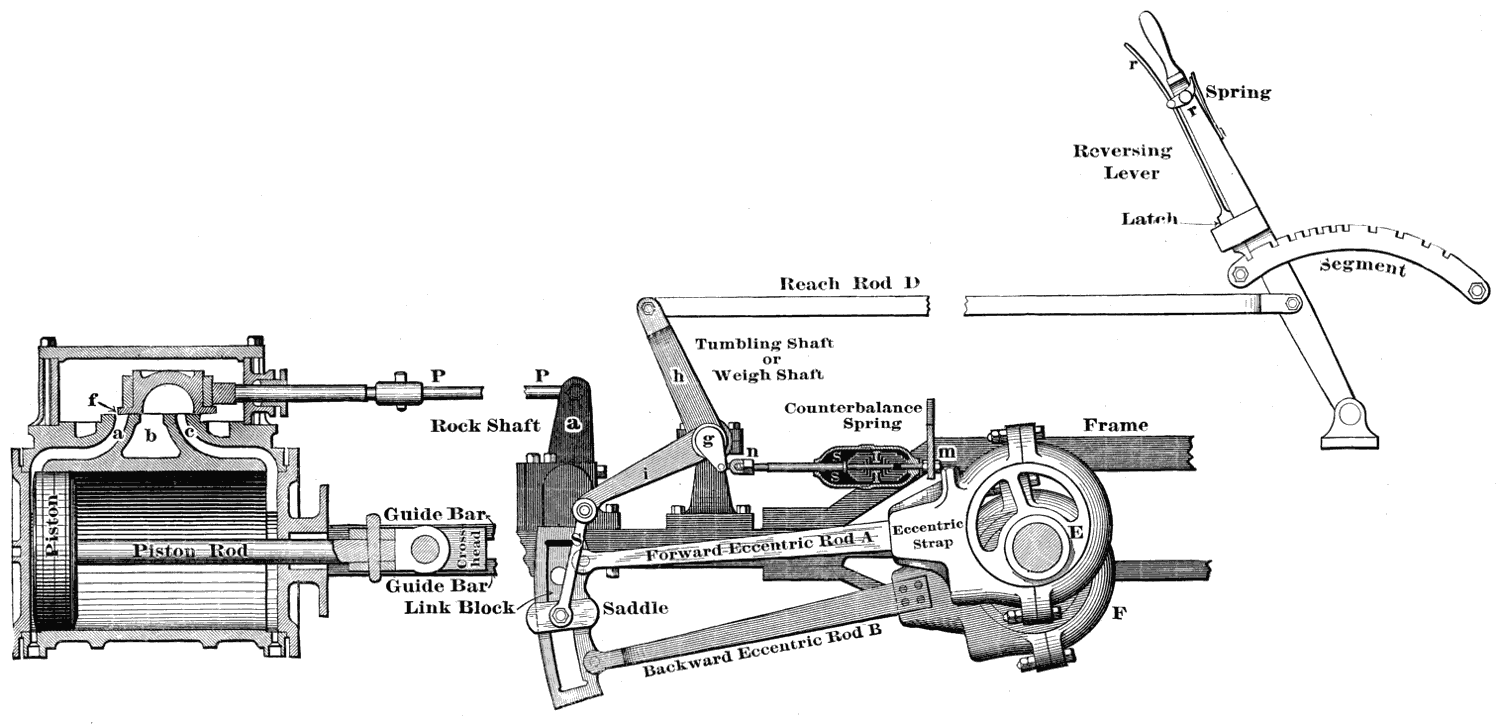 r
Spring
r
Reversing
Lever
Latch
Segment
Reach Rod D
Tumbling Shaft
or
Weigh Shaft
h
P
P
f
a
b
c
Rock Shaft
a
Counterbalance
Spring
Frame
g
n
m
S
S
T
T
i
Piston
Piston Rod
Guide Bar
Cross
head
Guide Bar
Link Block
Saddle
Forward Eccentric Rod A
Eccentric
Strap
E
F
Backward Eccentric Rod B